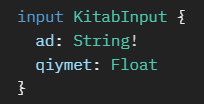 input KitabInput {
  ad: String!
  qiymet: Float
}